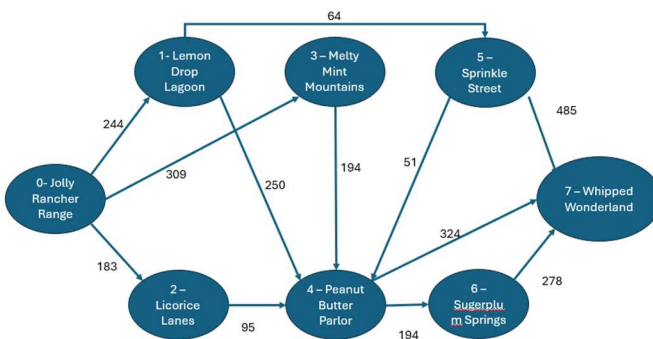 64
1- Lemon
Drop
Lagoon
3 – Melty
Mint
Mountains
5 –
Sprinkle
Street
244
309
250
194
51
485
0- Jolly
Rancher
Range
7 – Whipped
Wonderland
183
324
2 –
Licorice
Lanes
95
4 – Peanut
Butter
Parlor
194
6 –
Sugerplu
m Springs
278